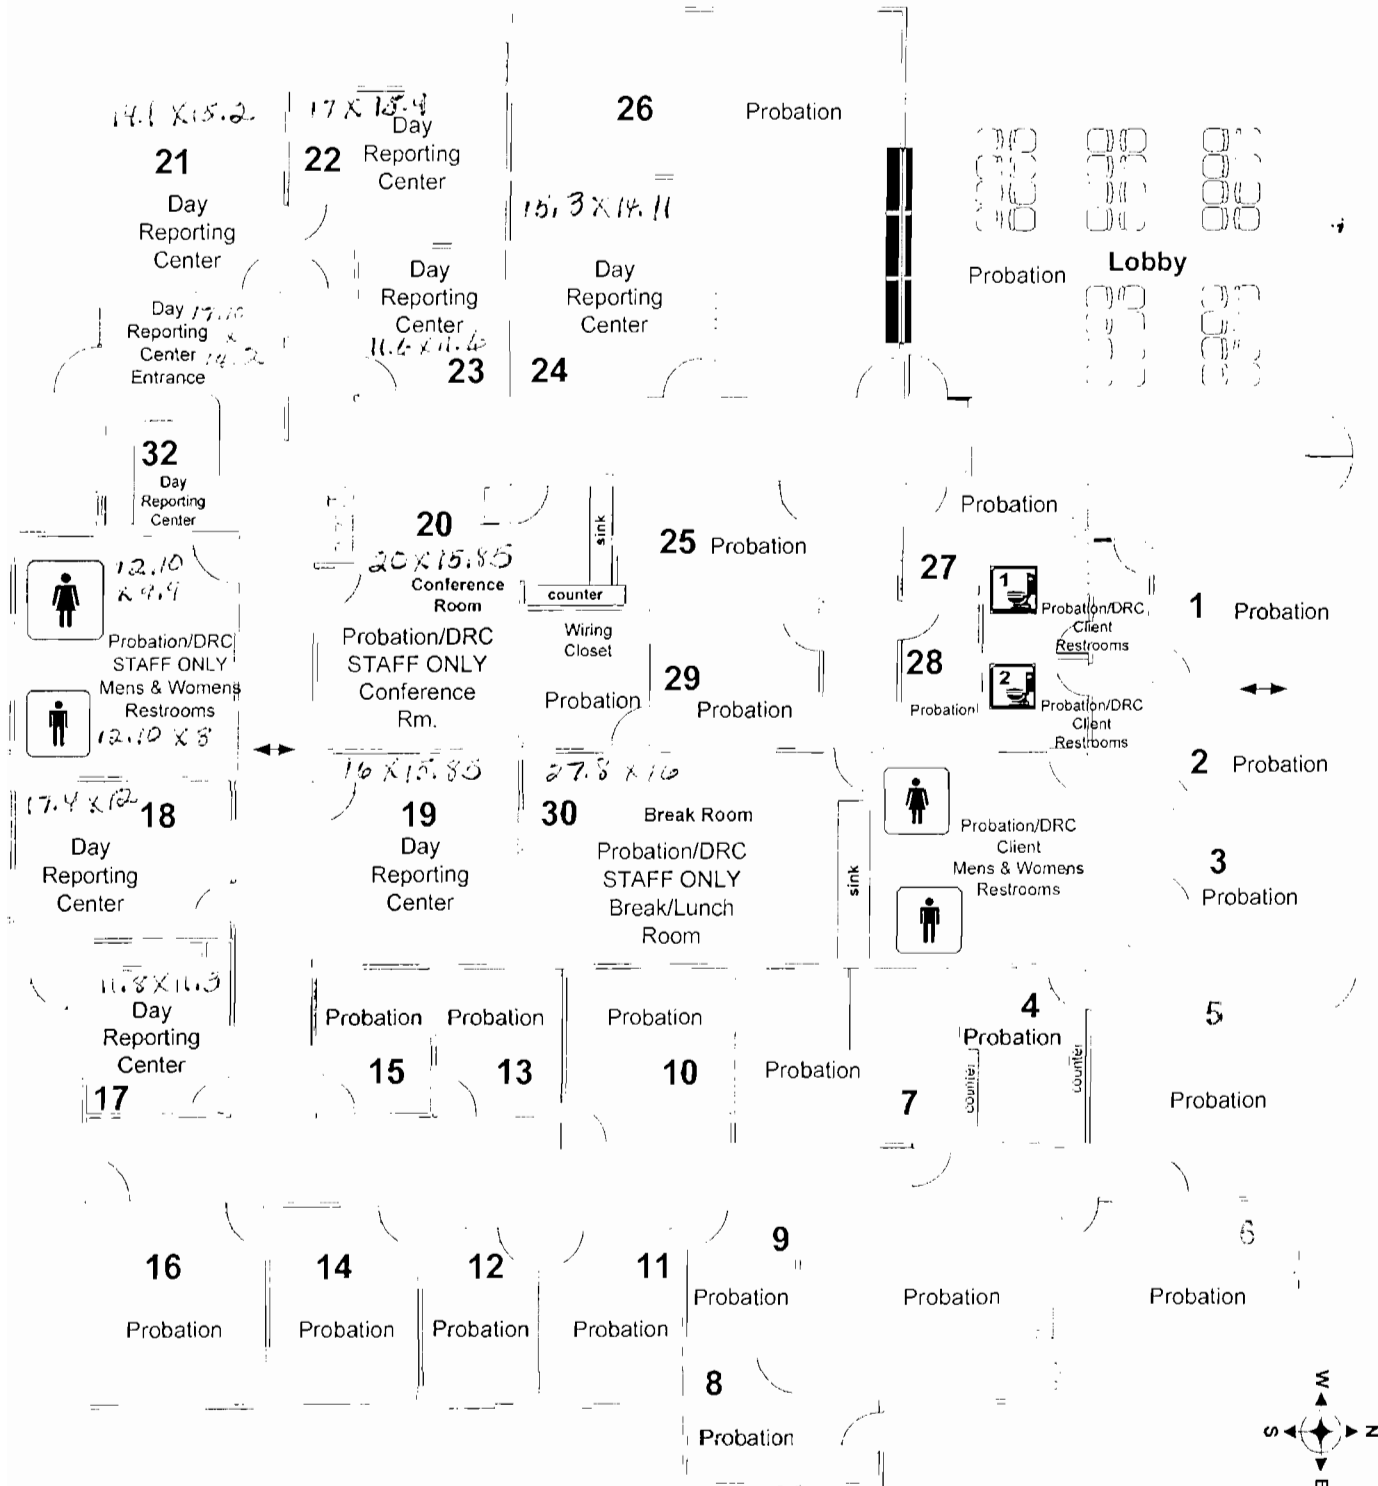 14.1 X 15.2
21
Day
Reporting
Center
17 X 15.4
22
Day
Reporting
Center
26
Probation
15.3 X 14.11
Day
Reporting
Center
24
Day
Reporting
Center
11.6 X 11.6
23
Probation
Lobby
Day
Reporting
Center
Entrance
X
14.2
32
Day
Reporting
Center
12.10
X 9.9
Probation/DRC
STAFF ONLY
Mens & Womens
Restrooms
12.10 X 8
20
20 X 15.85
Conference
Room
Probation/DRC
STAFF ONLY
Conference
Rm.
sink
counter
Wiring
Closet
Probation
25 Probation
29
Probation
Probation
27
28
Probation
1
Probation/DRC
Client
Restrooms
2
Probation/DRC
Client
Restrooms
1 Probation
2 Probation
3
Probation
17.4 X 12
18
Day
Reporting
Center
16 X 15.85
19
Day
Reporting
Center
27.8 X 16
30
Break Room
Probation/DRC
STAFF ONLY
Break/Lunch
Room
sink
Probation/DRC
Client
Mens & Womens
Restrooms
11.8 X 11.3
Day
Reporting
Center
17
Probation
15
Probation
13
Probation
10
Probation
7
4
Probation
counter
counter
5
Probation
16
Probation
14
Probation
12
Probation
11
Probation
9
Probation
8
Probation
Probation
6
Probation
W
S
N
E